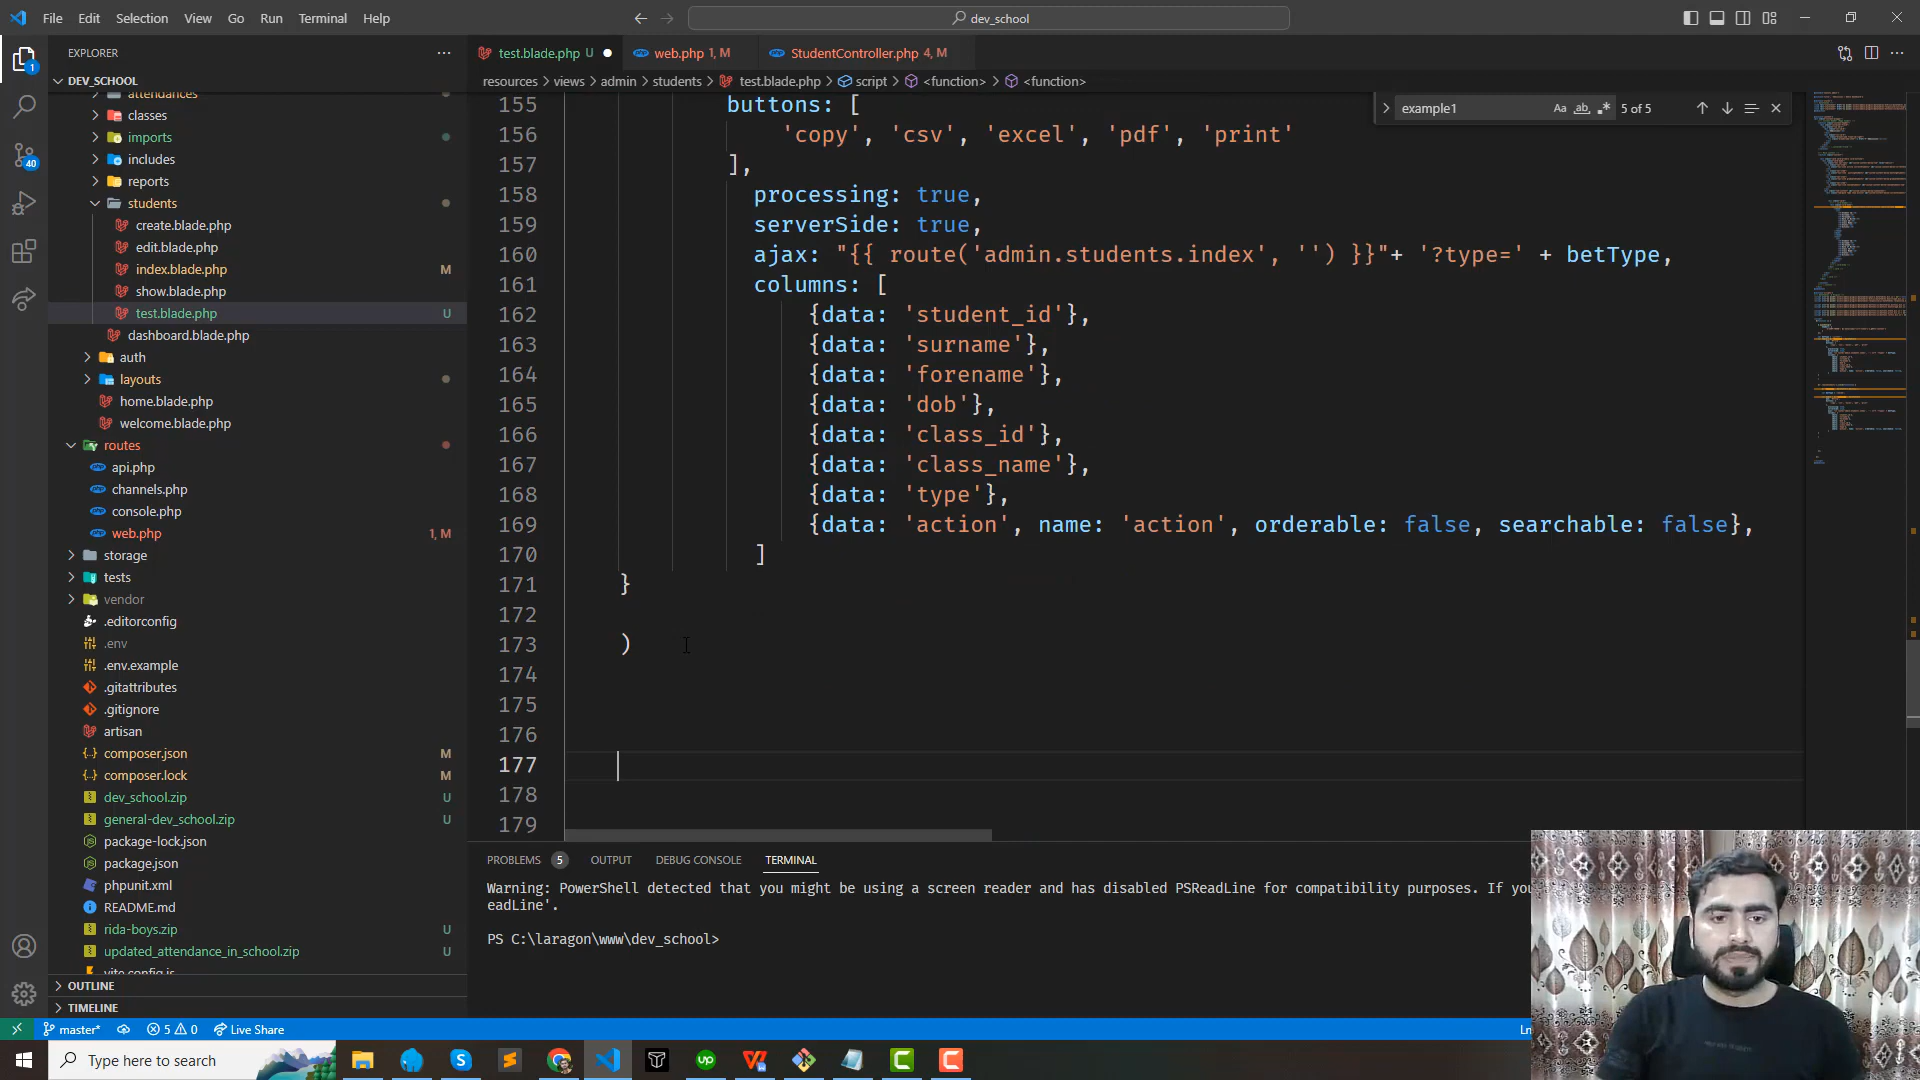 File Edit Selection View Go Run Terminal Help
dev_school
EXPLORER
DEV_SCHOOL
attendances
classes
imports
includes
reports
students
create.blade.php
edit.blade.php
index.blade.php M
show.blade.php
test.blade.php U
dashboard.blade.php
auth
layouts
home.blade.php
welcome.blade.php
routes
api.php
channels.php
console.php
web.php 1, M
storage
tests
vendor
.editorconfig
.env
.env.example
.gitattributes
.gitignore
artisan
composer.json M
composer.lock M
dev_school.zip U
general-dev_school.zip U
package-lock.json
package.json
phpunit.xml
README.md
rida-boys.zip U
updated_attendance_in_school.zip U
vite.config.js
OUTLINE
TIMELINE
1
40
test.blade.php U web.php 1, M StudentController.php 4, M
resources > views > admin > students > test.blade.php > script > <function> > <function>
example1 Aa ab 5 of 5
155 buttons: [
156 'copy', 'csv', 'excel', 'pdf', 'print'
157 ],
158 processing: true,
159 serverSide: true,
160 ajax: "{{ route('admin.students.index', '') }}"+ '?type=' + betType,
161 columns: [
162 {data: 'student_id'},
163 {data: 'surname'},
164 {data: 'forename'},
165 {data: 'dob'},
166 {data: 'class_id'},
167 {data: 'class_name'},
168 {data: 'type'},
169 {data: 'action', name: 'action', orderable: false, searchable: false},
170 ]
171 }
172
173 )
174
175
176
177
178
179
PROBLEMS 5 OUTPUT DEBUG CONSOLE TERMINAL
Warning: PowerShell detected that you might be using a screen reader and has disabled PSReadLine for compatibility purposes. If you
eadLine'.
PS C:\laragon\www\dev_school>
master* 5 0 Live Share
Ln
Type here to search